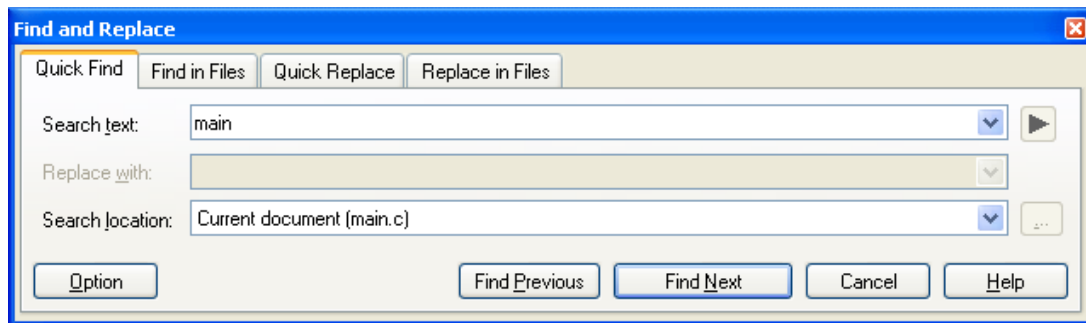 Find and Replace
Quick Find Find in Files Quick Replace Replace in Files
Search text: main
Replace with:
Search location: Current document (main.c) ...
Option Find Previous Find Next Cancel Help